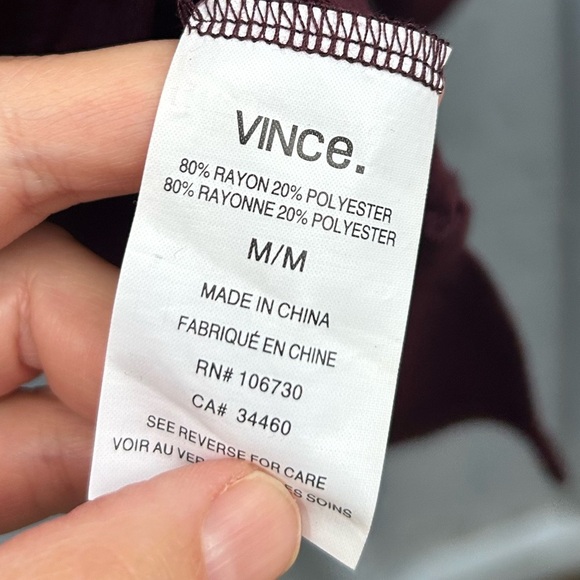 VINCe.
80% RAYON 20% POLYESTER
80% RAYONNE 20% POLYESTER
M/M
MADE IN CHINA
FABRIQUÉ EN CHINE
RN# 106730
CA# 34460
SEE REVERSE FOR CARE
VOIR AU SOINS